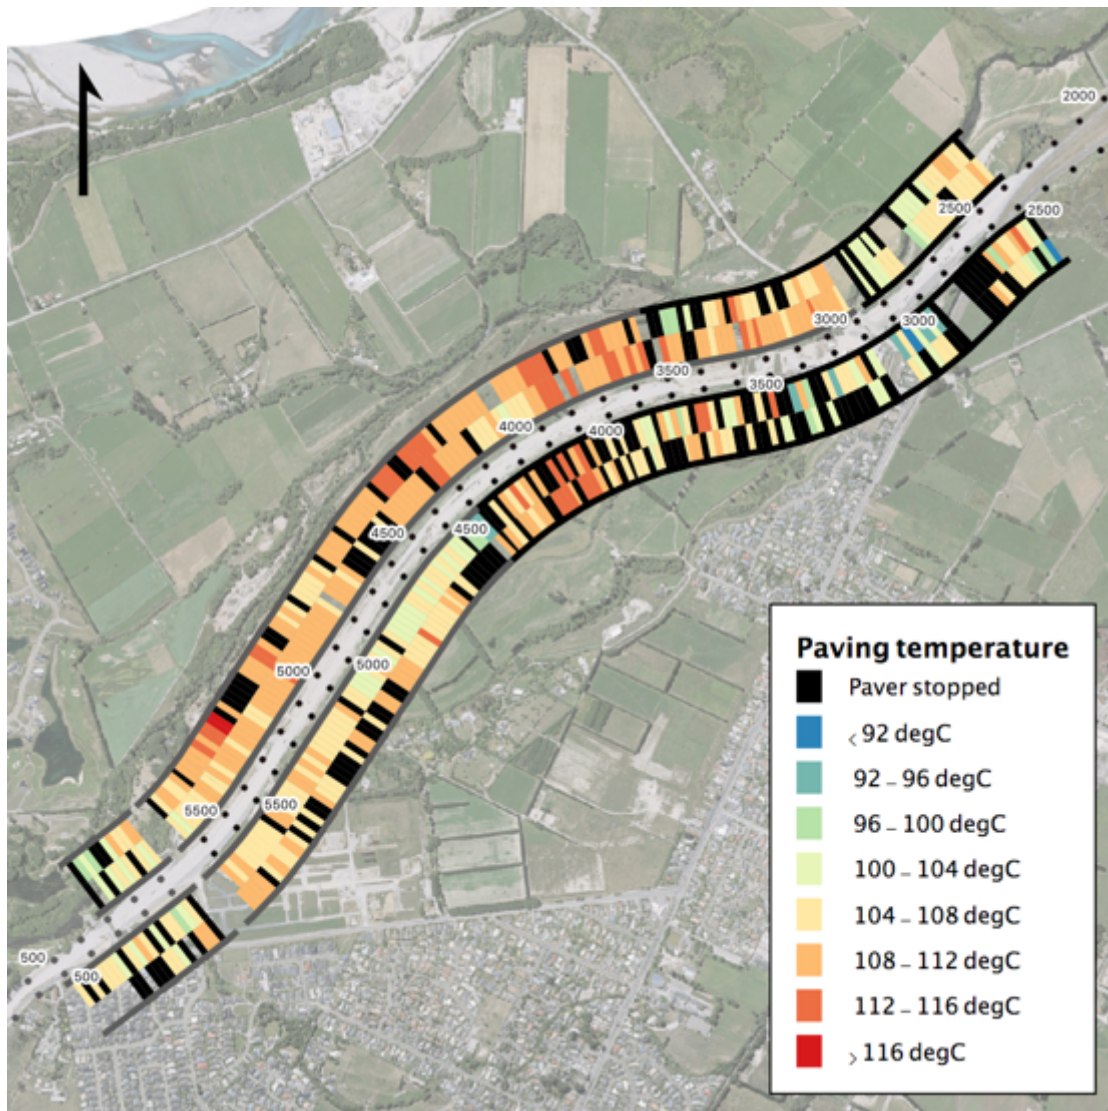 2000
2500
2500
3000
3000
3500
3500
4000
4000
4500
4500
5000
5000
5500
5500
500
500
Paving temperature
Paver stopped
< 92 degC
92 – 96 degC
96 – 100 degC
100 – 104 degC
104 – 108 degC
108 – 112 degC
112 – 116 degC
> 116 degC